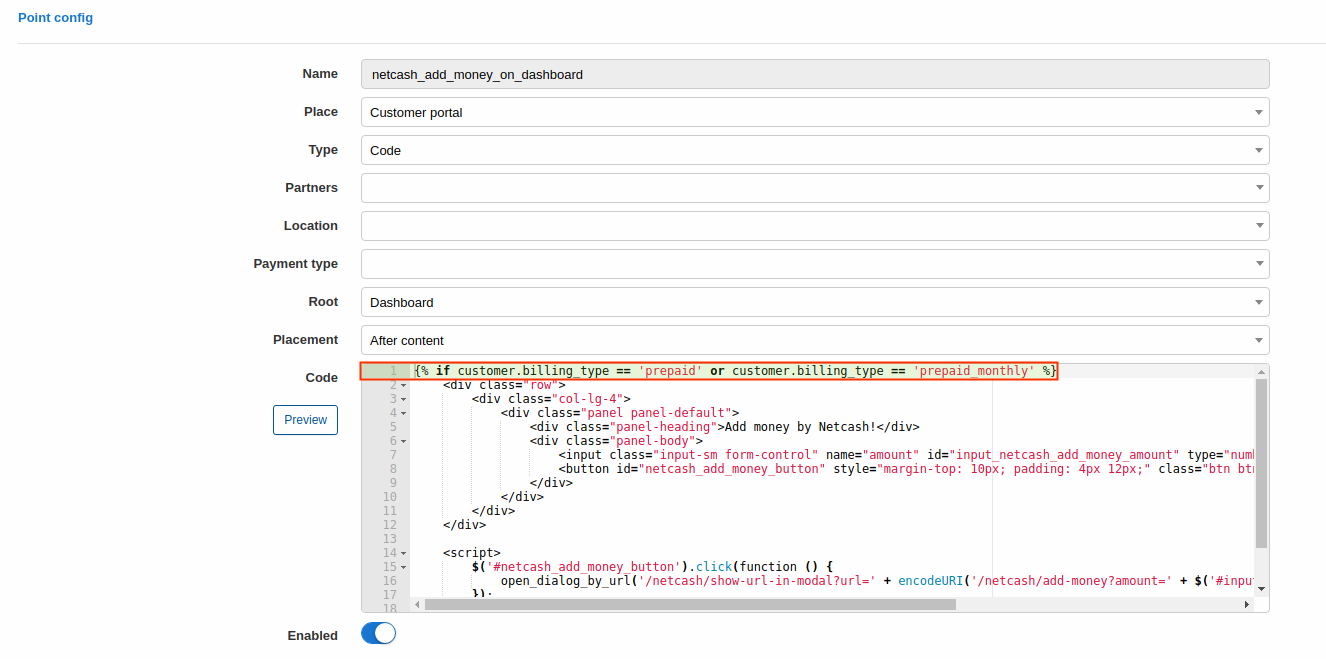 Point config
Name netcash_add_money_on_dashboard
Place Customer portal
Type Code
Partners
Location
Payment type
Root Dashboard
Placement After content
Code
Preview
1 {% if customer.billing_type == 'prepaid' or customer.billing_type == 'prepaid_monthly' %}
2 <div class="row">
3 <div class="col-lg-4">
4 <div class="panel panel-default">
5 <div class="panel-heading">Add money by Netcash!</div>
6 <div class="panel-body">
7 <input class="input-sm form-control" name="amount" id="input_netcash_add_money_amount" type="num
8 <button id="netcash_add_money_button" style="margin-top: 10px; padding: 4px 12px;" class="btn bt
9 </div>
10 </div>
11 </div>
12 </div>
13
14 <script>
15 $('#netcash_add_money_button').click(function () {
16 open_dialog_by_url('/netcash/show-url-in-modal?url=' + encodeURI('/netcash/add-money?amount=' + $('#inpu
17 });
18
Enabled